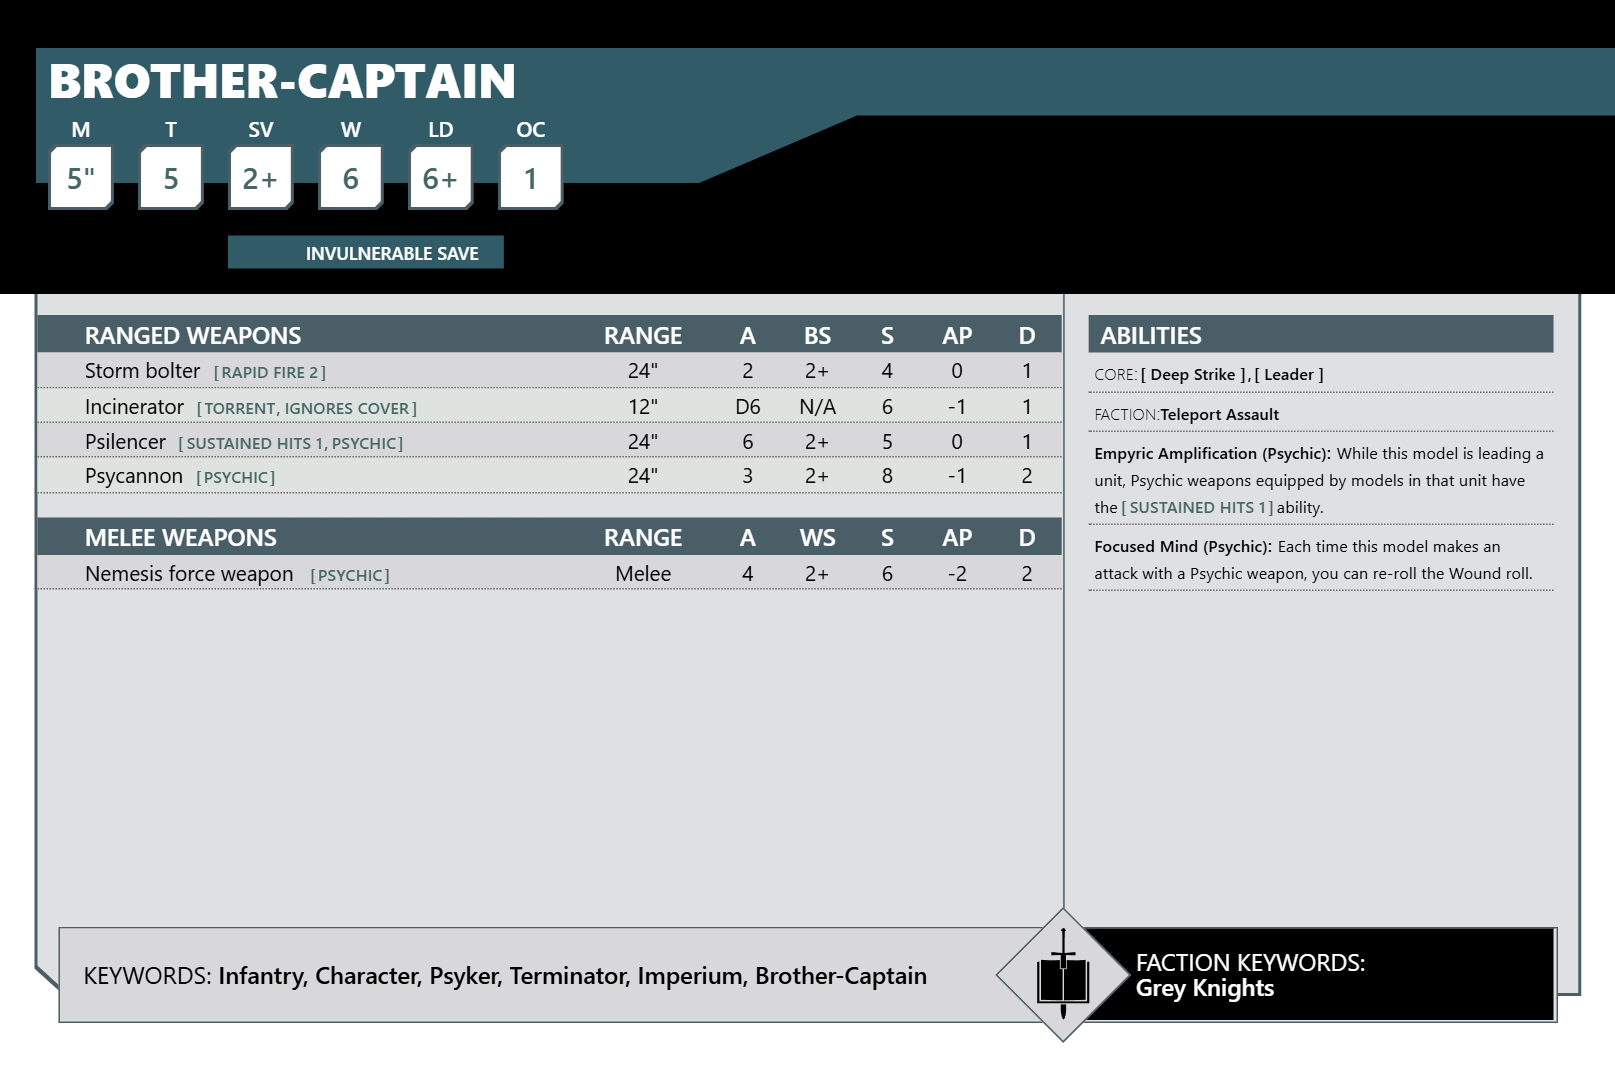 BROTHER-CAPTAIN
M T SV W LD OC
5" 5 2+ 6 6+ 1
INVULNERABLE SAVE
RANGED WEAPONS RANGE A BS S AP D
Storm bolter [RAPID FIRE 2] 24" 2 2+ 4 0 1
Incinerator [TORRENT, IGNORES COVER] 12" D6 N/A 6 -1 1
Psilencer [SUSTAINED HITS 1, PSYCHIC] 24" 6 2+ 5 0 1
Psycannon [PSYCHIC] 24" 3 2+ 8 -1 2
MELEE WEAPONS RANGE A WS S AP D
Nemesis force weapon [PSYCHIC] Melee 4 2+ 6 -2 2
ABILITIES
CORE: [ Deep Strike ], [ Leader ]
FACTION:Teleport Assault
Empyric Amplification (Psychic): While this model is leading a
unit, Psychic weapons equipped by models in that unit have
the [ SUSTAINED HITS 1] ability.
Focused Mind (Psychic): Each time this model makes an
attack with a Psychic weapon, you can re-roll the Wound roll.
KEYWORDS: Infantry, Character, Psyker, Terminator, Imperium, Brother-Captain
FACTION KEYWORDS:
Grey Knights